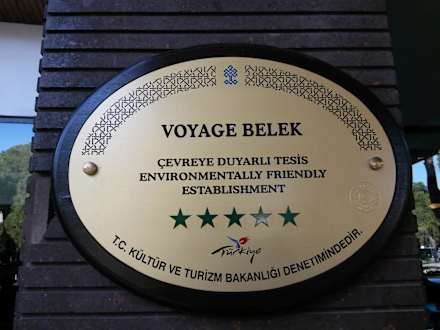 VOYAGE BELEK
ÇEVREYE DUYARLI TESİS
ENVIRONMENTALLY FRIENDLY
ESTABLISHMENT
Türkiye
T.C. KÜLTÜR VE TURİZM BAKANLIĞI DENETİMİNDEDİR.